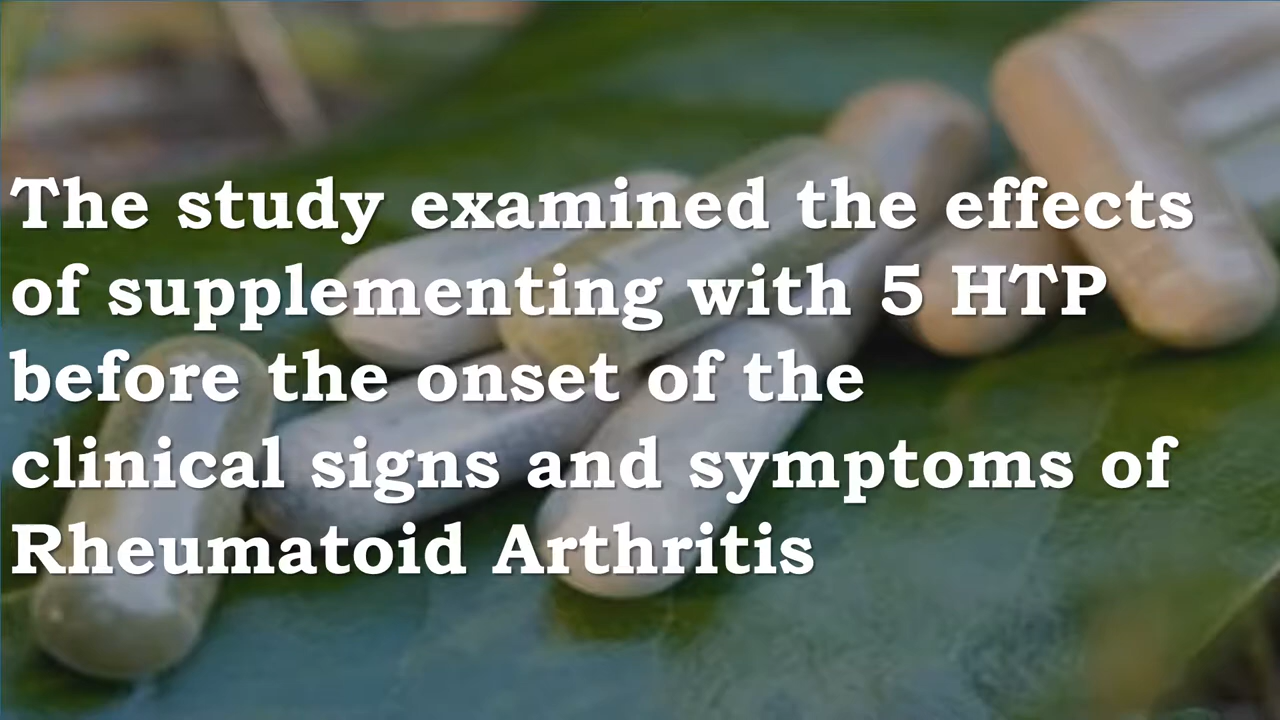 The study examined the effects
of supplementing with 5 HTP
before the onset of the
clinical signs and symptoms of
Rheumatoid Arthritis